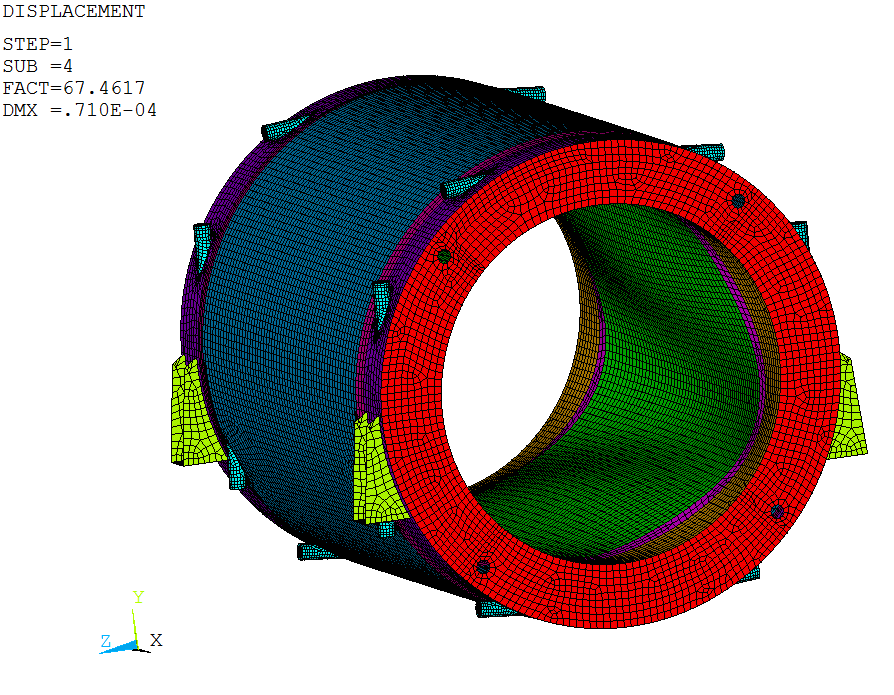 DISPLACEMENT
STEP=1
SUB =4
FACT=67.4617
DMX =.710E-04
Y
Z
X